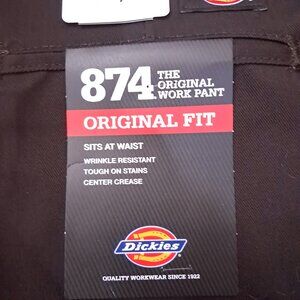 874 THE
ORIGINAL
WORK PANT
ORIGINAL FIT
SITS AT WAIST
WRINKLE RESISTANT
TOUGH ON STAINS
CENTER CREASE
Dickies
QUALITY WORKWEAR SINCE 1922